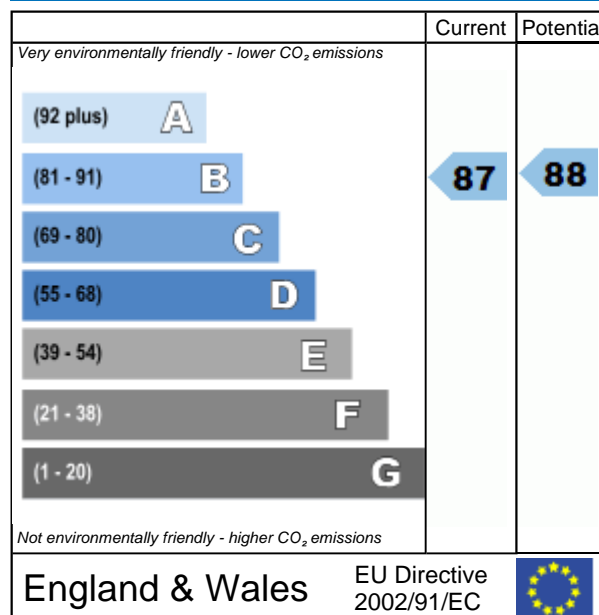 Current Potentia
Very environmentally friendly - lower CO₂ emissions
(92 plus) A
(81 - 91) B 87 88
(69 - 80) C
(55 - 68) D
(39 - 54) E
(21 - 38) F
(1 - 20) G
Not environmentally friendly - higher CO₂ emissions
England & Wales
EU Directive
2002/91/EC